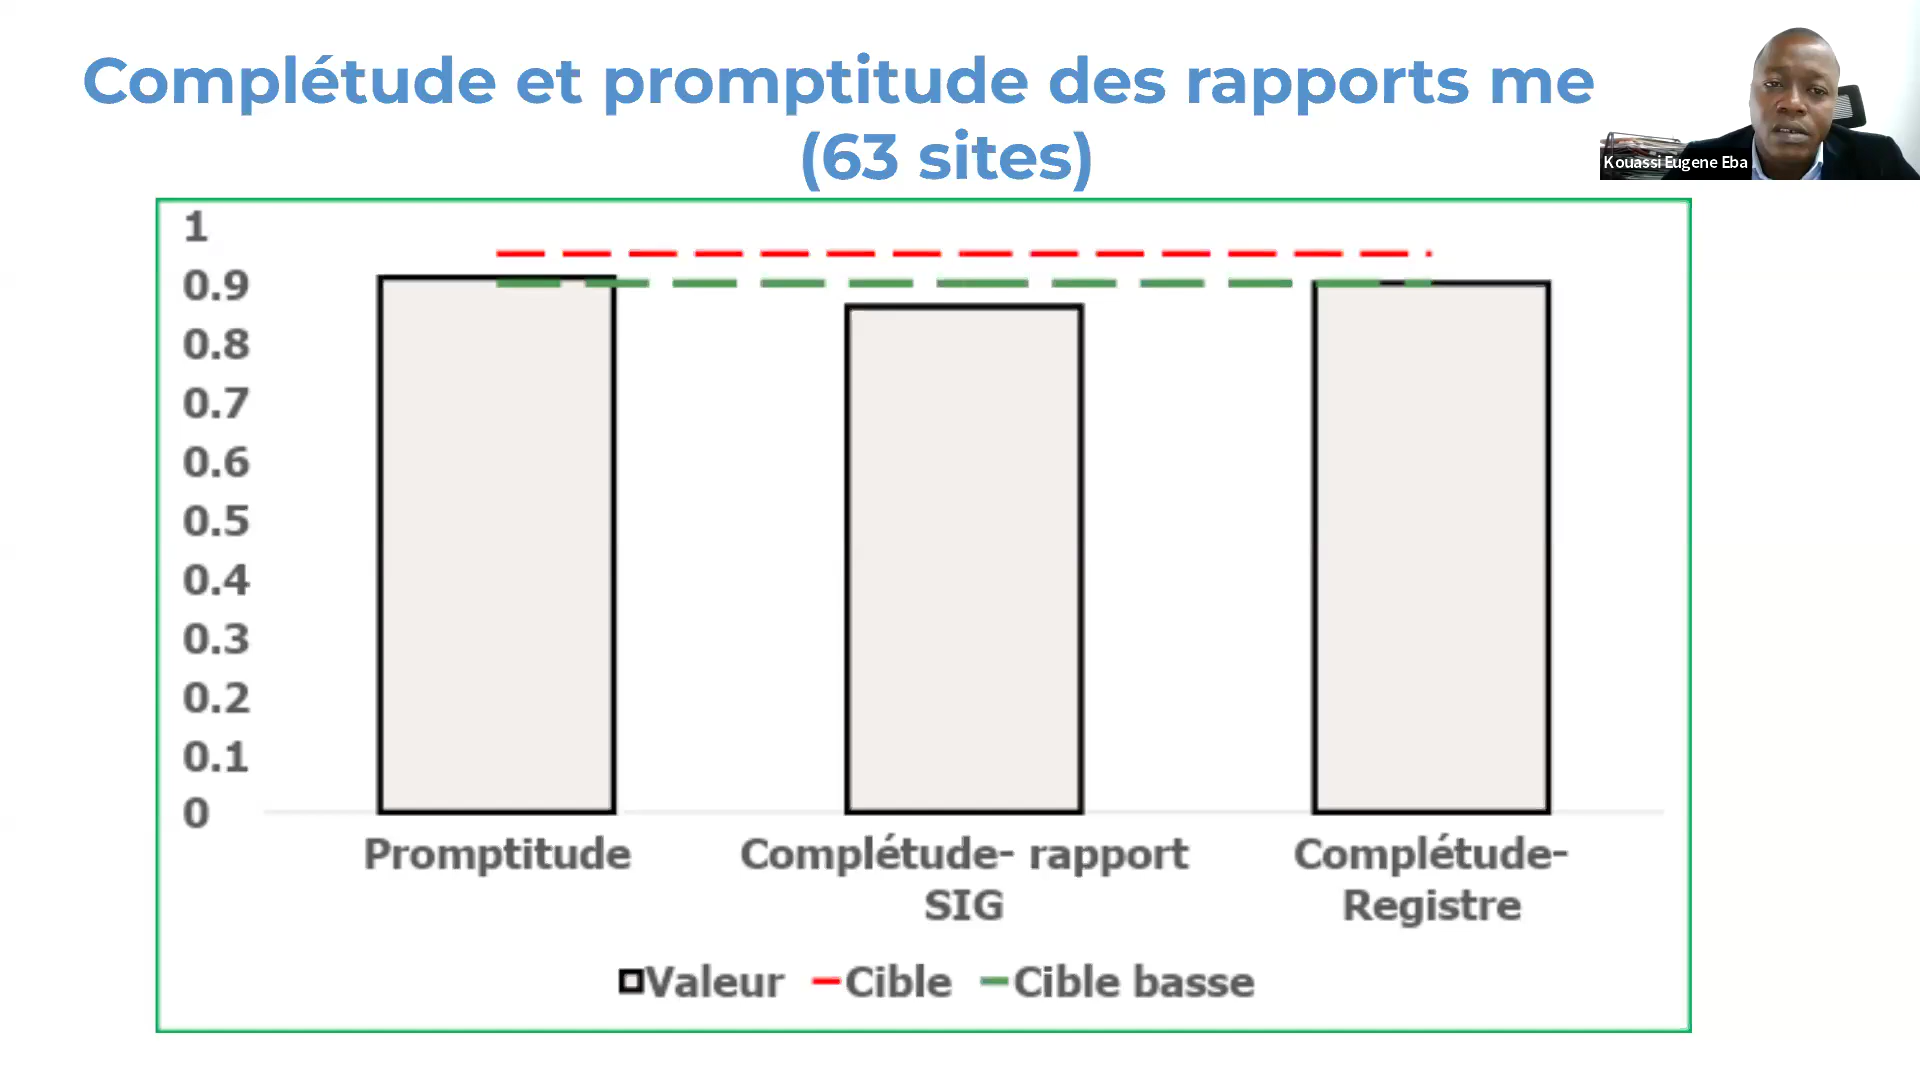 Complétude et promptitude des rapports me
(63 sites)
Kouassi Eugene Eba
1
0.9
0.8
0.7
0.6
0.5
0.4
0.3
0.2
0.1
0
Promptitude
Complétude- rapport
SIG
Complétude-
Registre
Valeur
Cible
Cible basse